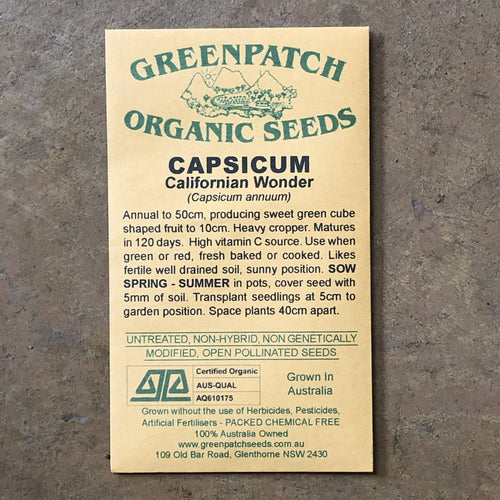 GREENPATCH
ORGANIC SEEDS
CAPSICUM
Californian Wonder
(Capsicum annuum)
Annual to 50cm, producing sweet green cube
shaped fruit to 10cm. Heavy cropper. Matures
in 120 days. High vitamin C source. Use when
green or red, fresh baked or cooked. Likes
fertile well drained soil, sunny position. SOW
SPRING - SUMMER in pots, cover seed with
5mm of soil. Transplant seedlings at 5cm to
garden position. Space plants 40cm apart.
UNTREATED, NON-HYBRID, NON GENETICALLY
MODIFIED, OPEN POLLINATED SEEDS
Certified Organic
AUS-QUAL
AQ610175
Grown In
Australia
Grown without the use of Herbicides, Pesticides,
Artificial Fertilisers - PACKED CHEMICAL FREE
100% Australia Owned
www.greenpatchseeds.com.au
109 Old Bar Road, Glenthorne NSW 2430